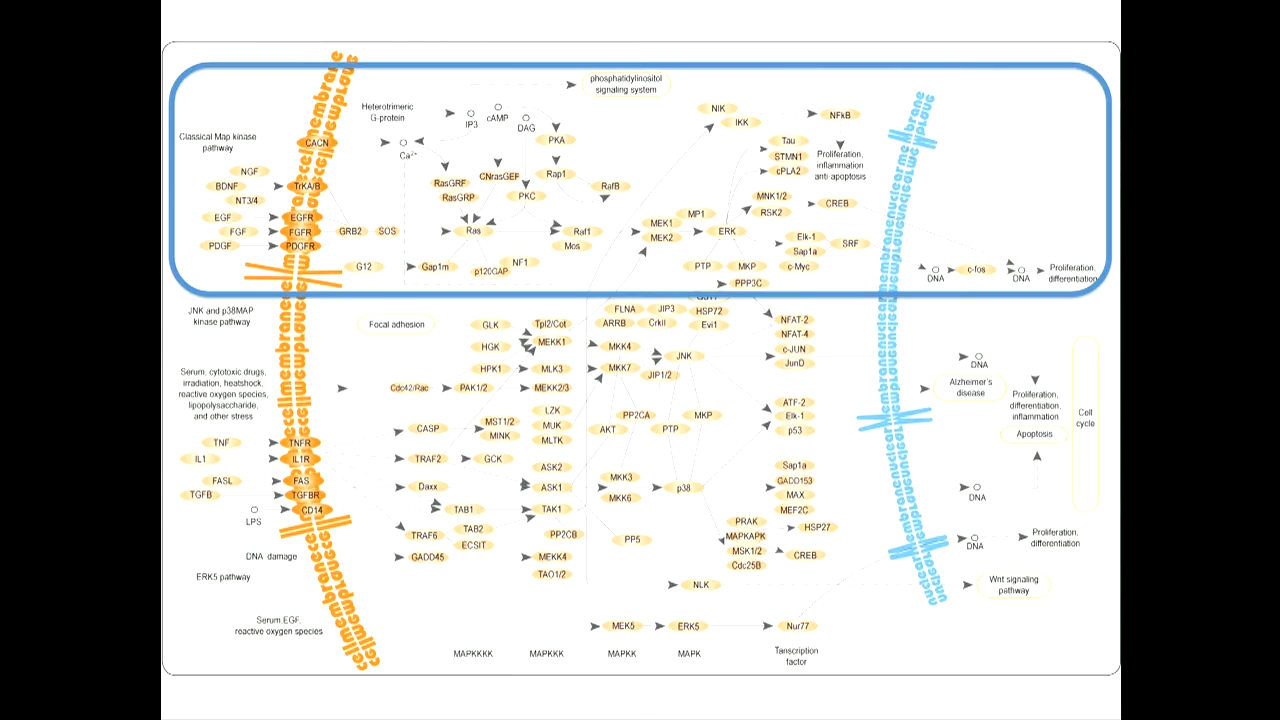 phosphatidylinositol
signaling system
Heterotrimeric
G-protein
IP3
cAMP
DAG
Ca²⁺
PKA
NIK
IKK
NFkB
Classical Map kinase
pathway
CACN
Tau
STMN1
cPLA2
Proliferation,
inflammation
anti-apoptosis
NGF
BDNF
NT3/4
TrKA/B
RasGRF
RasGRP
CNrasGEF
PKC
Rap1
RafB
MNK1/2
RSK2
CREB
EGF
FGF
PDGF
EGFR
FGFR
PDGFR
GRB2
SOS
Ras
Raf1
Mos
MEK1
MEK2
MP1
ERK
Elk-1
Sap1a
c-Myc
SRF
G12
Gap1m
p120GAP
NF1
PTP
MKP
PPP3C
DNA
c-fos
DNA
Proliferation,
differentiation
JNK and p38MAP
kinase pathway
Focal adhesion
GLK
HGK
HPK1
Tpl2/Cot
MEKK1
MLK3
MEKK2/3
FLNA
ARRB
JIP3
CrkII
HSP72
Evi1
MKK4
MKK7
JNK
JIP1/2
NFAT-2
NFAT-4
c-JUN
JunD
DNA
Serum, cytotoxic drugs,
irradiation, heatshock,
reactive oxygen species,
lipopolysaccharide,
and other stress
Cdc42/Rac
PAK1/2
Alzheimer's
disease
Proliferation,
differentiation,
inflammation
Apoptosis
Cell
cycle
LZK
MUK
MLTK
CASP
MST1/2
MINK
PP2CA
AKT
PTP
MKP
ATF-2
Elk-1
p53
TNF
IL1
TNFR
IL1R
TRAF2
GCK
ASK2
ASK1
FASL
TGFB
LPS
FAS
TGFBR
CD14
Daxx
TAB1
TAK1
MKK3
MKK6
p38
Sap1a
GADD153
MAX
MEF2C
DNA
TRAF6
TAB2
ECSIT
PP2CB
PP5
PRAK
MAPKAPK
MSK1/2
Cdc25B
HSP27
CREB
DNA
Proliferation,
differentiation
DNA damage
GADD45
MEKK4
TAO1/2
ERK5 pathway
NLK
Wnt signaling
pathway
Serum,EGF,
reactive oxygen species
MEK5
ERK5
Nur77
MAPKKKK
MAPKKK
MAPKK
MAPK
Tanscription
factor